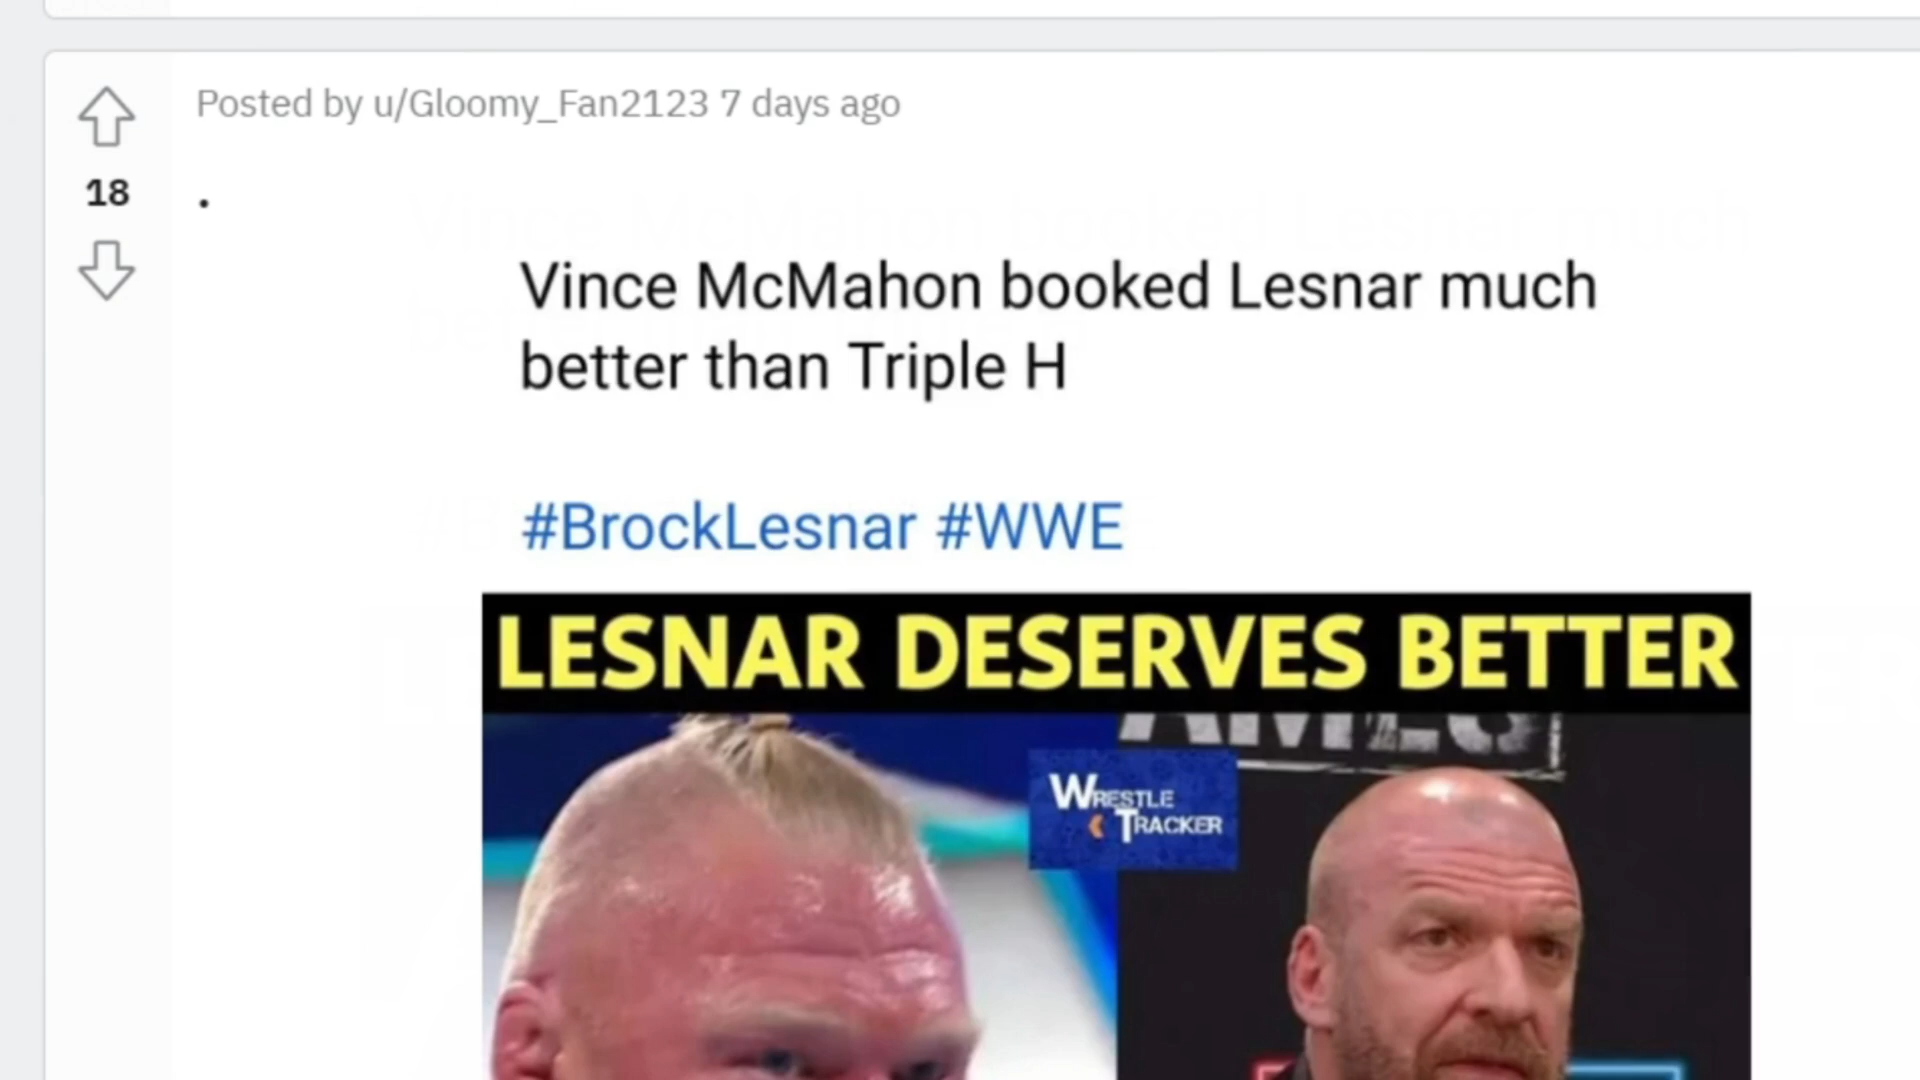 Posted by u/Gloomy_Fan2123 7 days ago
18
.
Vince McMahon booked Lesnar much
better than Triple H
#BrockLesnar #WWE
LESNAR DESERVES BETTER
WRESTLE
TRACKER